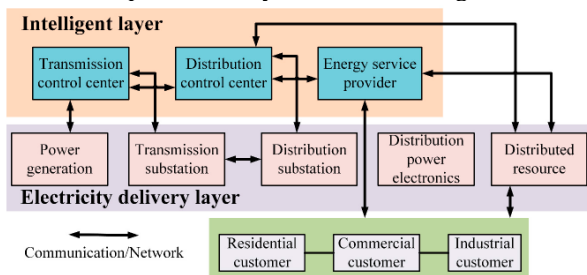 Intelligent layer
Transmission
control center
Distribution
control center
Energy service
provider
Power
generation
Transmission
substation
Distribution
substation
Distribution
power
electronics
Distributed
resource
Electricity delivery layer
Communication/Network
Residential
customer
Commercial
customer
Industrial
customer